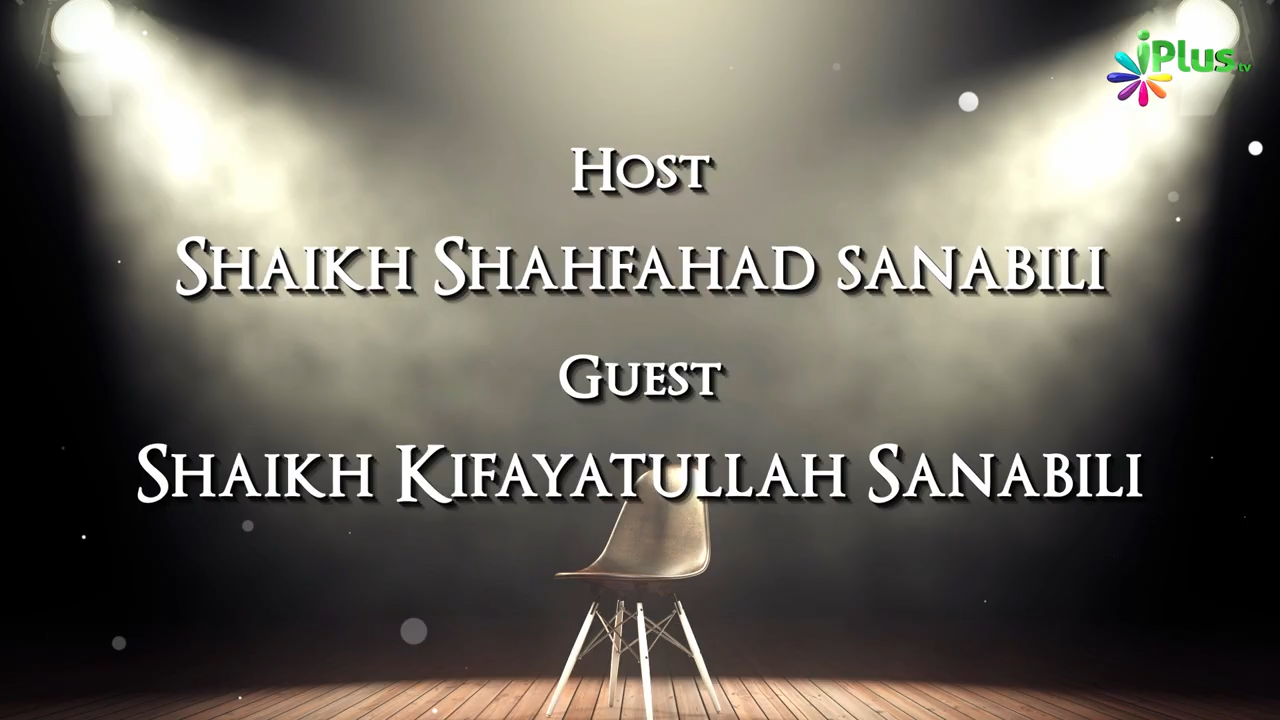 iPlus tv
Host
Shaikh Shahfahad sanabili
Guest
Shaikh Kifayatullah Sanabili